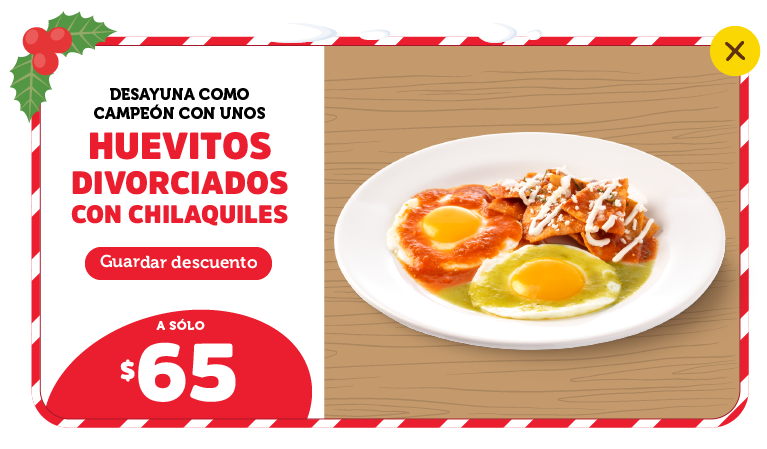 DESAYUNA COMO
CAMPEÓN CON UNOS
HUEVITOS
DIVORCIADOS
CON CHILAQUILES
Guardar descuento
A SÓLO
$65